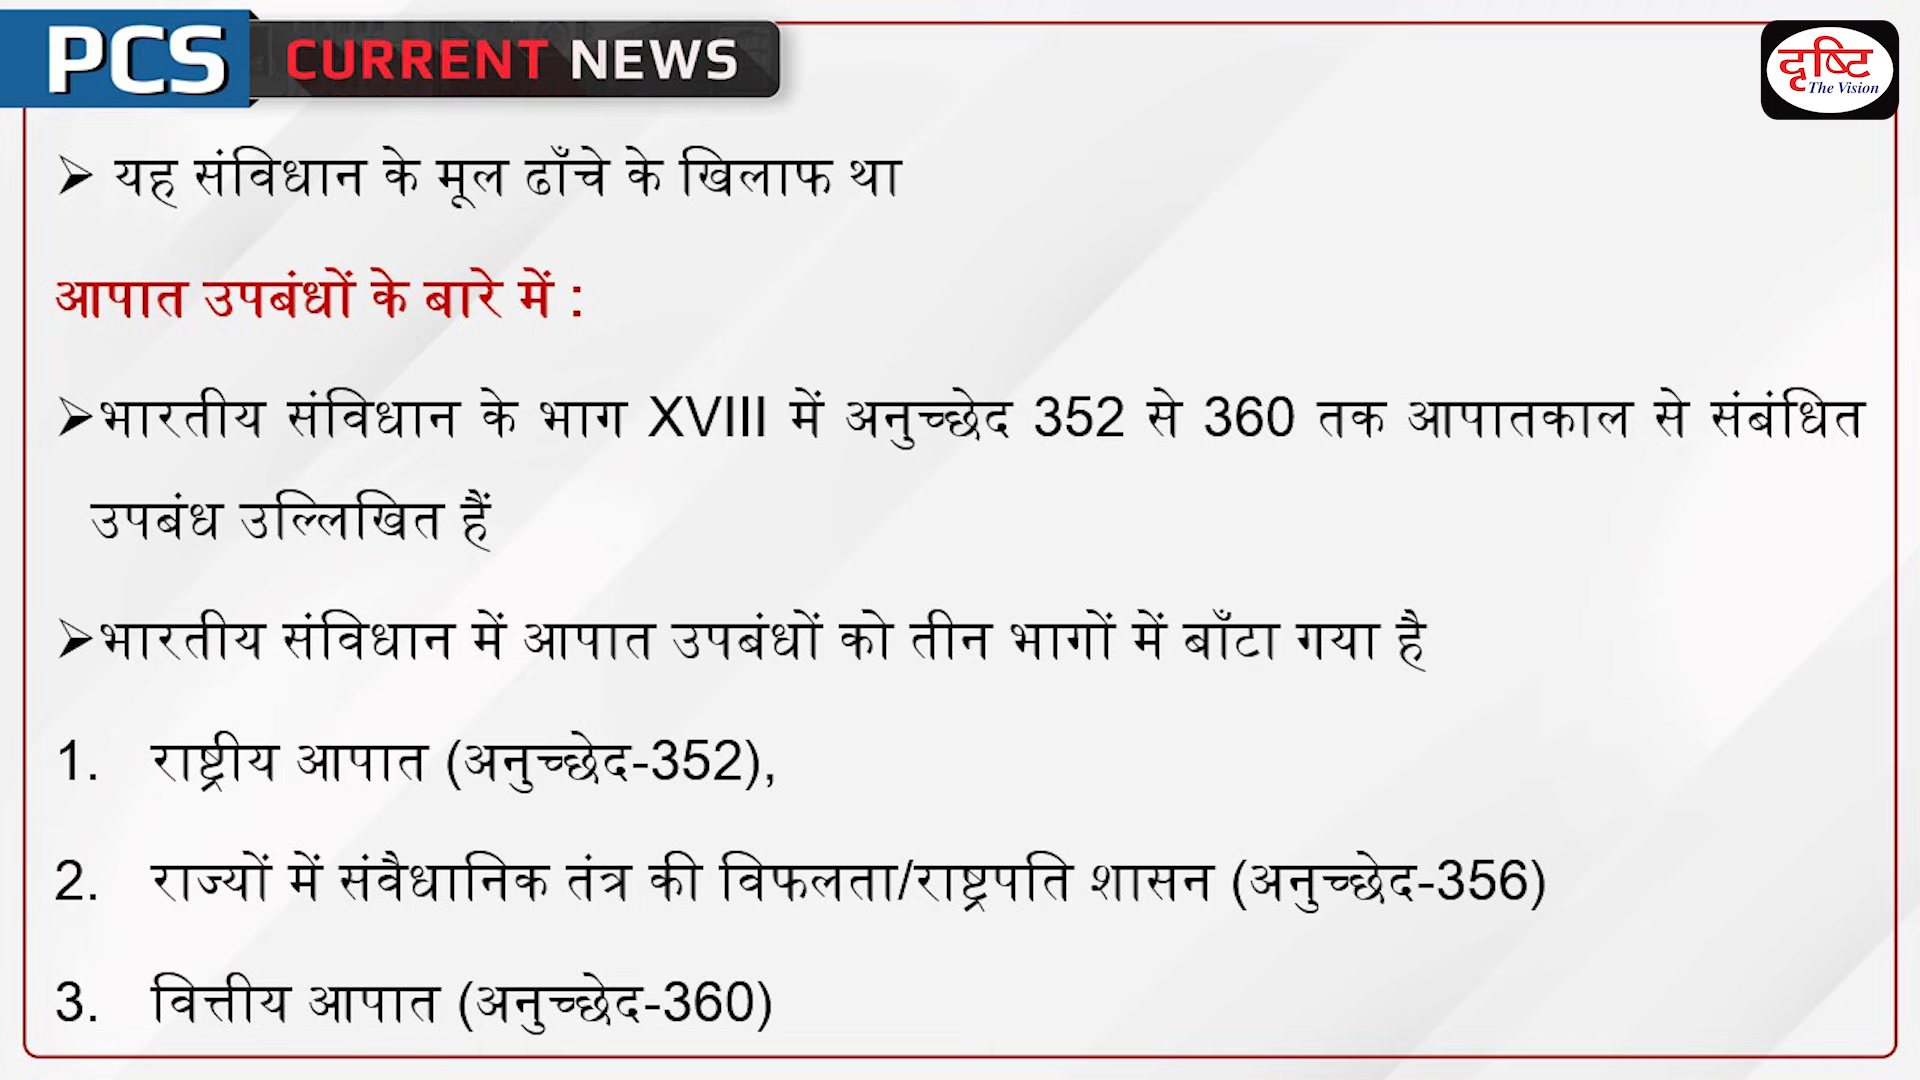 PCS CURRENT NEWS
दृष्टि
The Vision
➢ यह संविधान के मूल ढाँचे के खिलाफ था
आपात उपबंधों के बारे में :
➢भारतीय संविधान के भाग XVIII में अनुच्छेद 352 से 360 तक आपातकाल से संबंधित
उपबंध उल्लिखित हैं
➢भारतीय संविधान में आपात उपबंधों को तीन भागों में बाँटा गया है
1. राष्ट्रीय आपात (अनुच्छेद-352),
2. राज्यों में संवैधानिक तंत्र की विफलता/राष्ट्रपति शासन (अनुच्छेद-356)
3. वित्तीय आपात (अनुच्छेद-360)